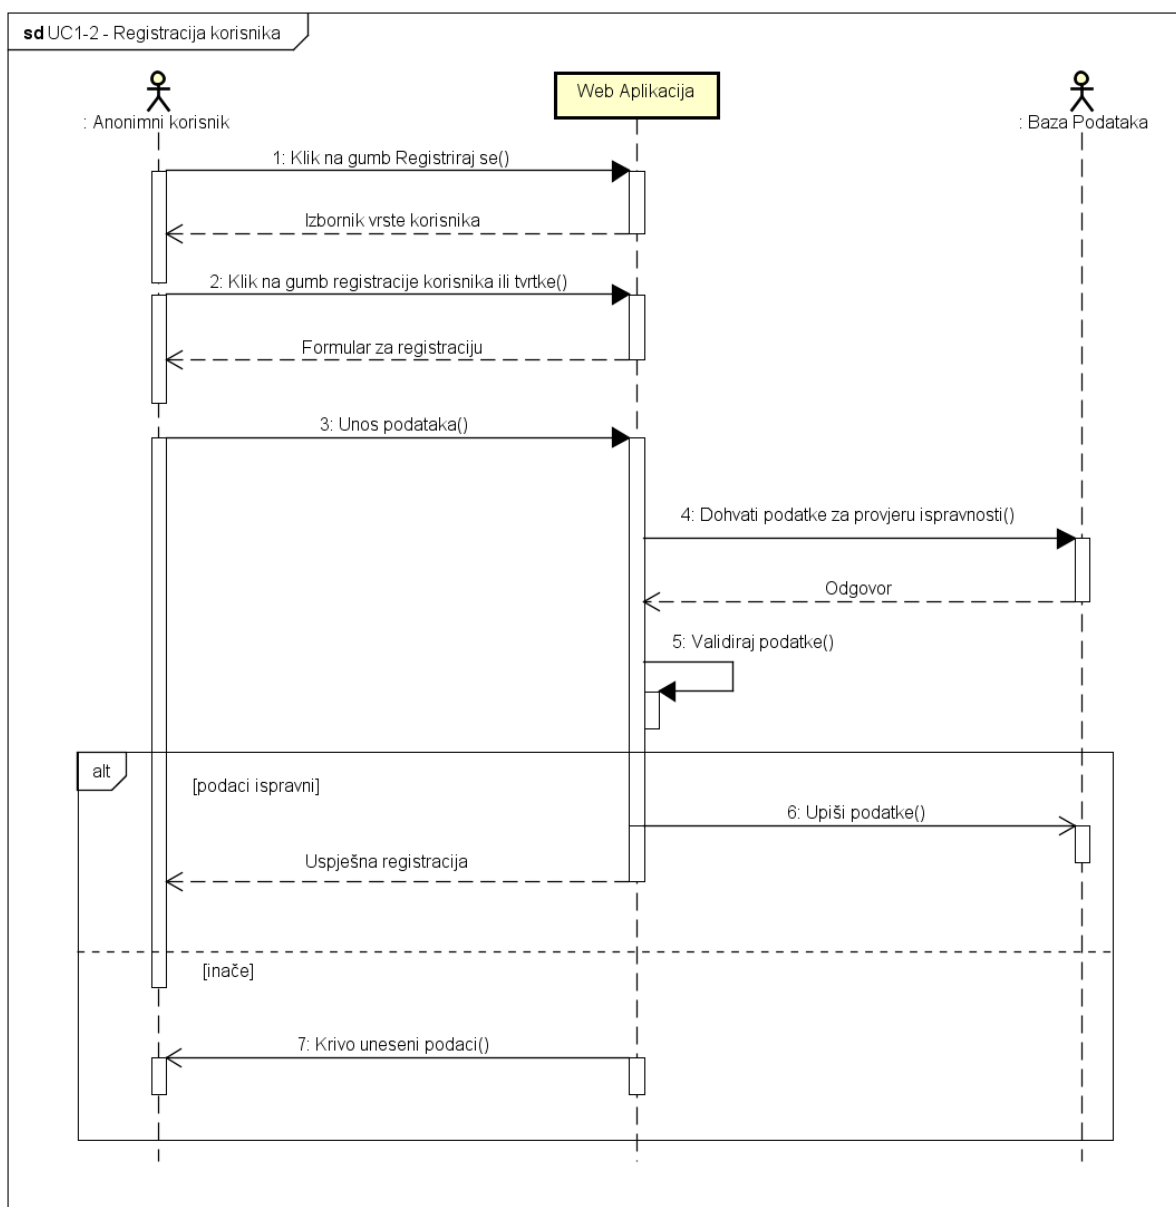 sd UC1-2 - Registracija korisnika
: Anonimni korisnik
Web Aplikacija
: Baza Podataka
1: Klik na gumb Registriraj se()
Izbornik vrste korisnika
2: Klik na gumb registracije korisnika ili tvrtke()
Formular za registraciju
3: Unos podataka()
4: Dohvati podatke za provjeru ispravnosti()
Odgovor
5: Validiraj podatke()
alt
[podaci ispravni]
6: Upiši podatke()
Uspješna registracija
[inače]
7: Krivo uneseni podaci()